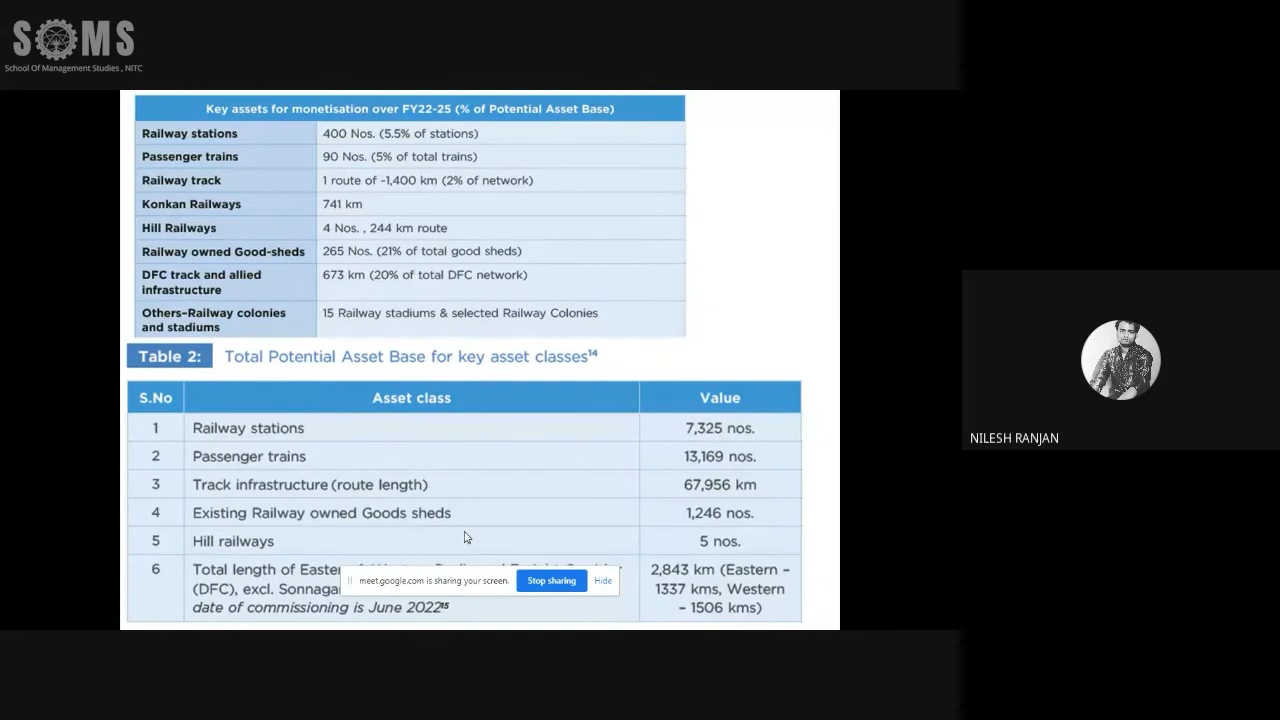 SOMS
School Of Management Studies , NITC
Key assets for monetisation over FY22-25 (% of Potential Asset Base)
Railway stations 400 Nos. (5.5% of stations)
Passenger trains 90 Nos. (5% of total trains)
Railway track 1 route of ~1,400 km (2% of network)
Konkan Railways 741 km
Hill Railways 4 Nos. , 244 km route
Railway owned Good-sheds 265 Nos. (21% of total good sheds)
DFC track and allied 673 km (20% of total DFC network)
infrastructure
Others–Railway colonies 15 Railway stadiums & selected Railway Colonies
and stadiums
Table 2: Total Potential Asset Base for key asset classes¹⁴
S.No Asset class Value
1 Railway stations 7,325 nos.
2 Passenger trains 13,169 nos.
3 Track infrastructure (route length) 67,956 km
4 Existing Railway owned Goods sheds 1,246 nos.
5 Hill railways 5 nos.
6 Total length of 2,843 km (Eastern –
(DFC), excl. 1337 kms, Western
date of commissioning is June 2022¹⁵ – 1506 kms)
meet.google.com is sharing your screen. Stop sharing Hide
NILESH RANJAN